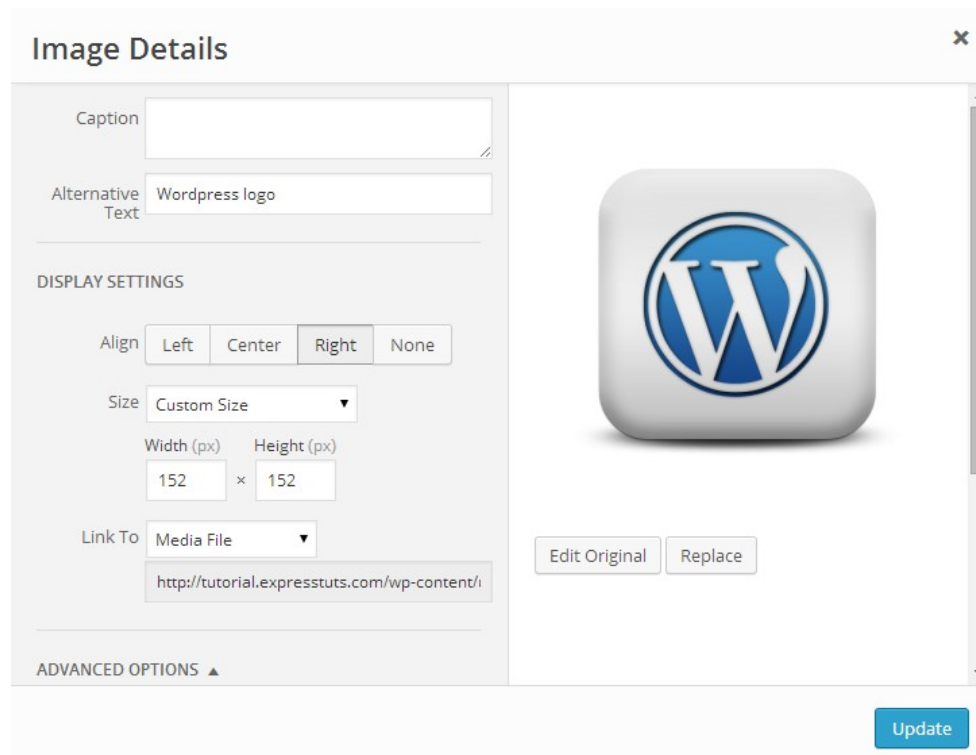 Image Details
Caption
Alternative
Text
Wordpress logo
DISPLAY SETTINGS
Align Left Center Right None
Size Custom Size
Width (px) Height (px)
152 × 152
Link To Media File
http://tutorial.expresstuts.com/wp-content/
Edit Original Replace
ADVANCED OPTIONS ▲
Update